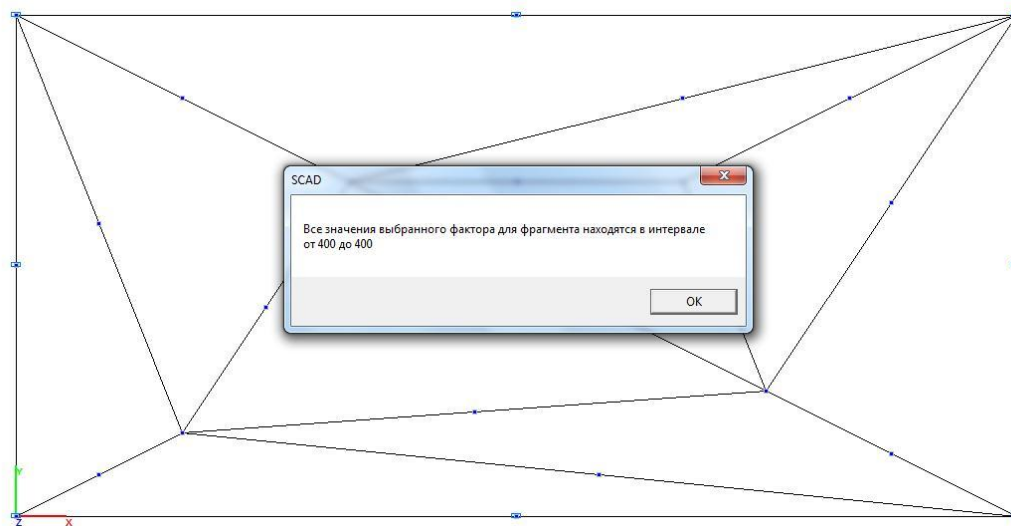 SCAD
Все значения выбранного фактора для фрагмента находятся в интервале
от 400 до 400
OK
Y
Z X